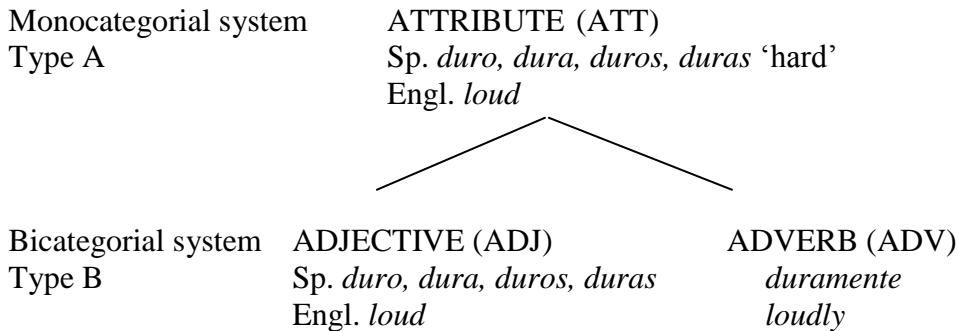 Monocategorial system ATTRIBUTE (ATT)
Type A Sp. duro, dura, duros, duras ‘hard’
Engl. loud
Bicategorial system ADJECTIVE (ADJ) ADVERB (ADV)
Type B Sp. duro, dura, duros, duras duramente
Engl. loud loudly